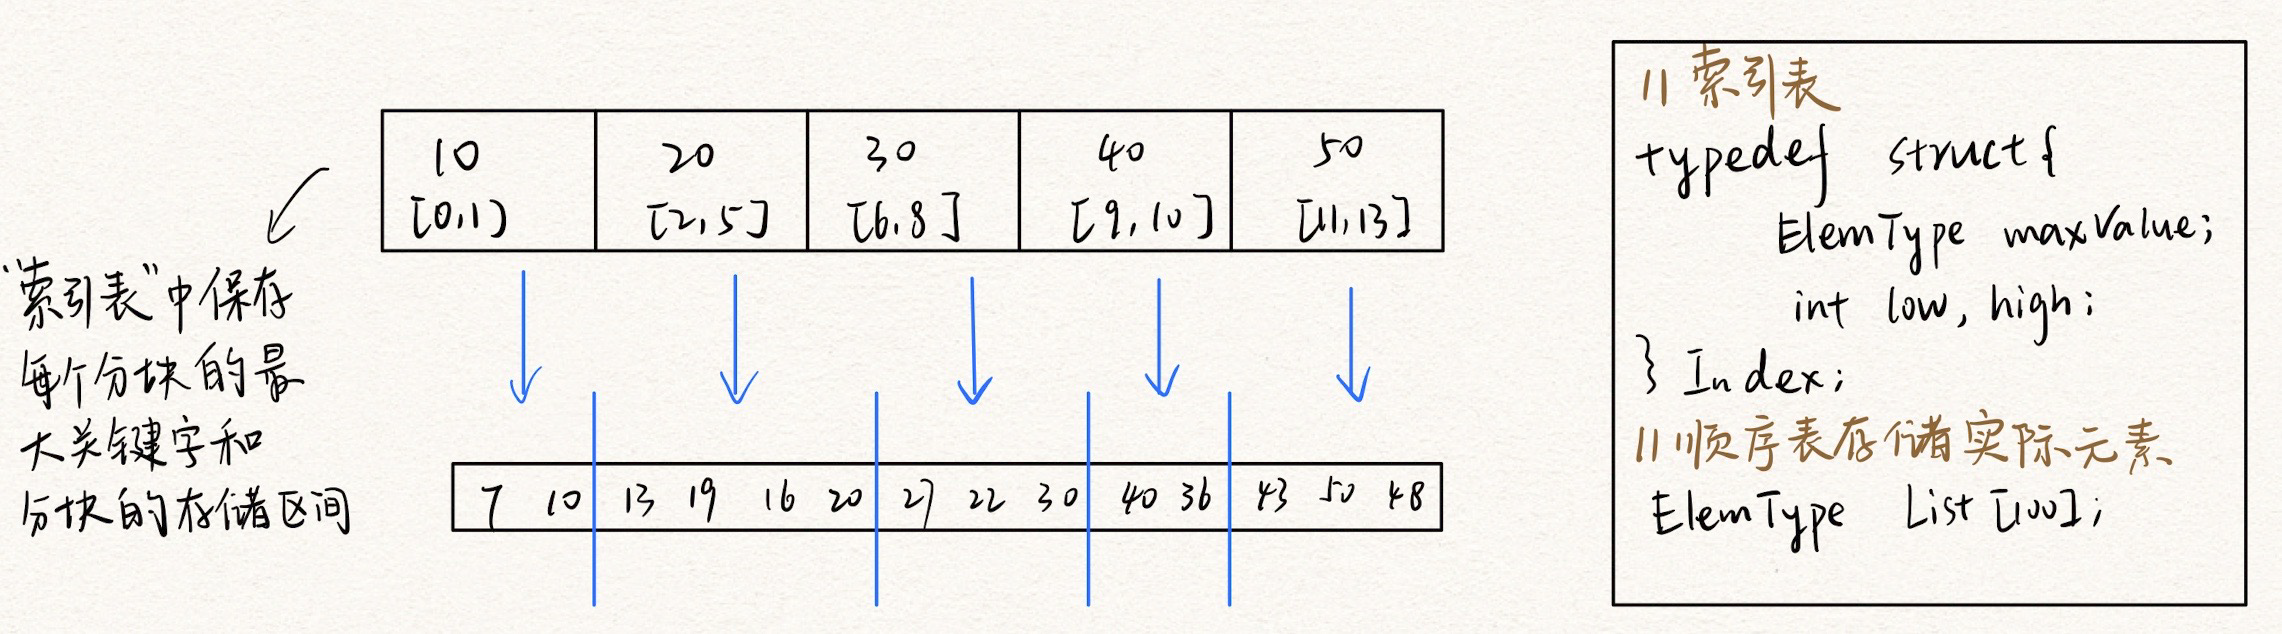 10 20 30 40 50
[0,1] [2,5] [6,8] [9,10] [11,13]
“索引表”中保存
每个分块的最
大关键字和
分块的存储区间
7 10 13 19 16 20 27 22 30 40 36 43 50 48
// 索引表
typedef struct{
ElemType maxValue;
int low, high;
} Index;
// 顺序表存储实际元素
ElemType List[100];